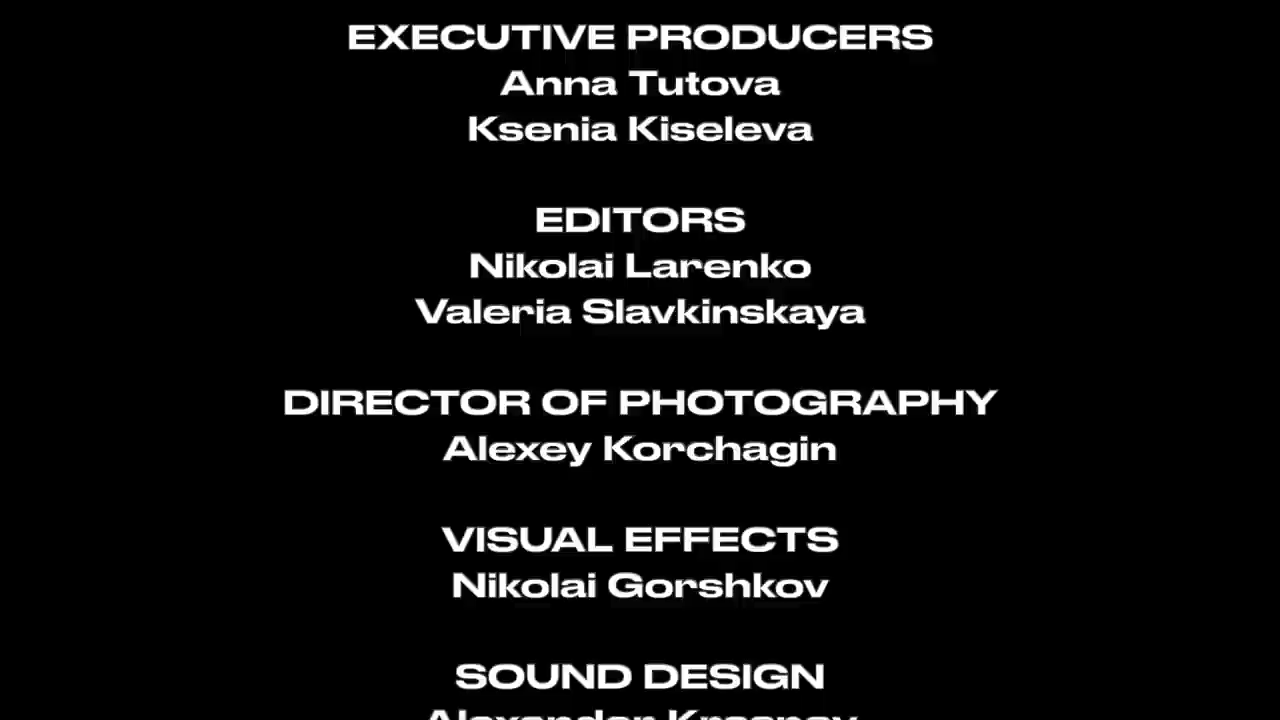 EXECUTIVE PRODUCERS
Anna Tutova
Ksenia Kiseleva
EDITORS
Nikolai Larenko
Valeria Slavkinskaya
DIRECTOR OF PHOTOGRAPHY
Alexey Korchagin
VISUAL EFFECTS
Nikolai Gorshkov
SOUND DESIGN
Alexander